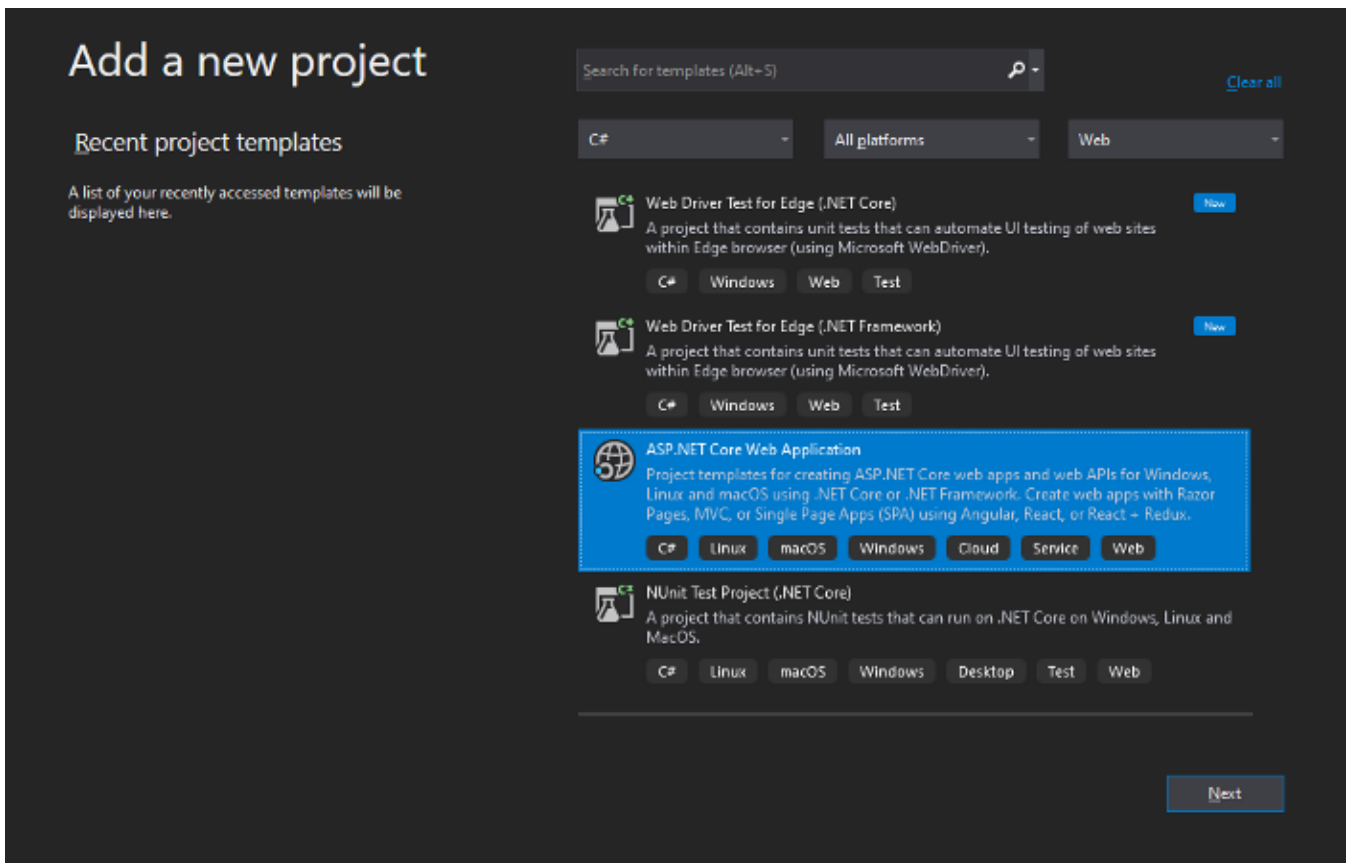 Add a new project
Search for templates (Alt+S)
Clear all
Recent project templates
A list of your recently accessed templates will be
displayed here.
C#
All platforms
Web
Web Driver Test for Edge (.NET Core)
New
A project that contains unit tests that can automate UI testing of web sites
within Edge browser (using Microsoft WebDriver).
C# Windows Web Test
Web Driver Test for Edge (.NET Framework)
New
A project that contains unit tests that can automate UI testing of web sites
within Edge browser (using Microsoft WebDriver).
C# Windows Web Test
ASP.NET Core Web Application
Project templates for creating ASP.NET Core web apps and web APIs for Windows,
Linux and macOS using .NET Core or .NET Framework. Create web apps with Razor
Pages, MVC, or Single Page Apps (SPA) using Angular, React, or React + Redux.
C# Linux macOS Windows Cloud Service Web
NUnit Test Project (.NET Core)
A project that contains NUnit tests that can run on .NET Core on Windows, Linux and
MacOS.
C# Linux macOS Windows Desktop Test Web
Next